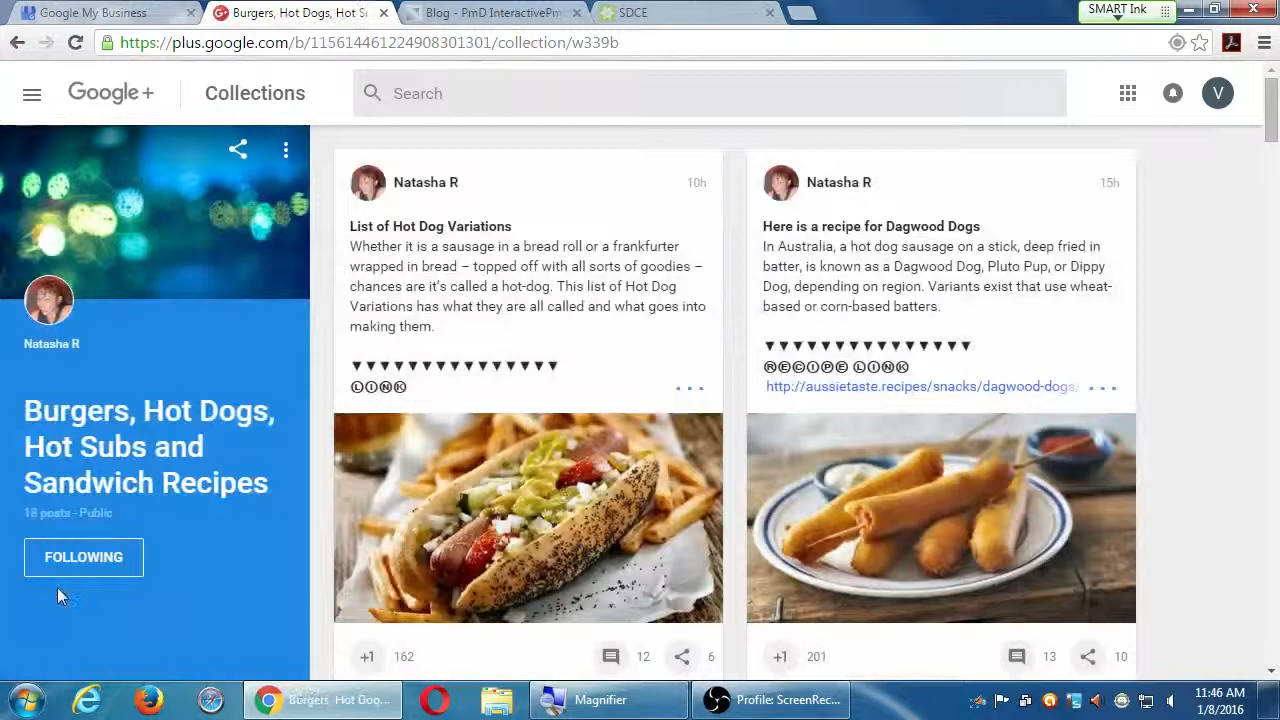 Google My Business
Burgers, Hot Dogs, Hot S
Blog - PmD InteractivePm
SDCE
SMART Ink
https://plus.google.com/b/115614461224908301301/collection/
w339b
Google+
Collections
Search
V
Natasha R
Burgers, Hot Dogs,
Hot Subs and
Sandwich Recipes
18 posts - Public
FOLLOWING
Natasha R
10h
List of Hot Dog Variations
Whether it is a sausage in a bread roll or a frankfurter
wrapped in bread – topped off with all sorts of goodies –
chances are it's called a hot-dog. This list of Hot Dog
Variations has what they are all called and what goes into
making them.
▼▼▼▼▼▼▼▼▼▼▼▼▼▼▼
ⓁⒾⓃⓀ
+1
162
12
6
Natasha R
15h
Here is a recipe for Dagwood Dogs
In Australia, a hot dog sausage on a stick, deep fried in
batter, is known as a Dagwood Dog, Pluto Pup, or Dippy
Dog, depending on region. Variants exist that use wheat-
based or corn-based batters.
▼▼▼▼▼▼▼▼▼▼▼▼▼▼▼
ⓇⒺⒸⒾⓅⒺ ⓁⒾⓃⓀ
http://aussietaste.recipes/snacks/dagwood-dogs/
+1
201
13
10
Burgers, Hot Dog...
Magnifier
Profile: ScreenRec...
11:46 AM
1/8/2016